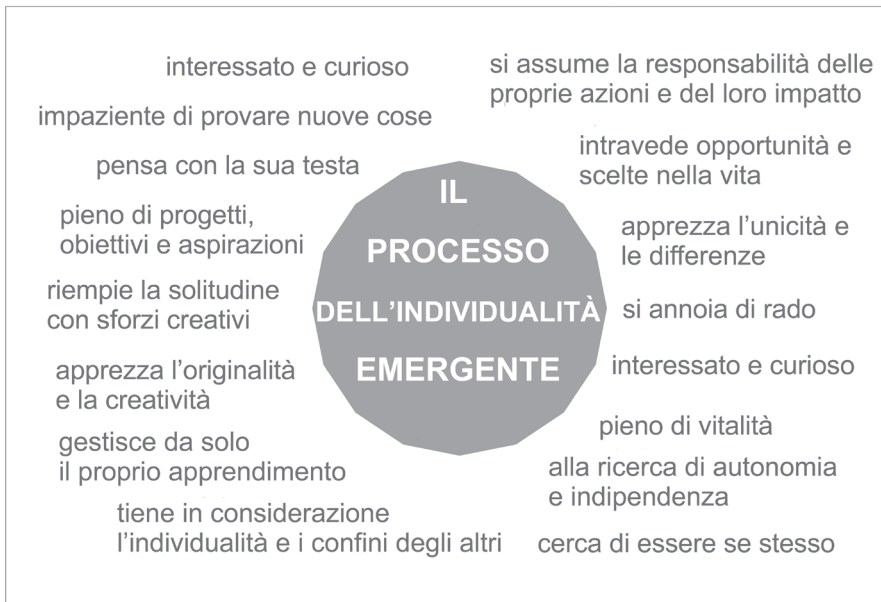 interessato e curioso
impaziente di provare nuove cose
pensa con la sua testa
pieno di progetti,
obiettivi e aspirazioni
riempie la solitudine
con sforzi creativi
apprezza l’originalità
e la creatività
gestisce da solo
il proprio apprendimento
tiene in considerazione
l’individualità e i confini degli altri
IL
PROCESSO
DELL’INDIVIDUALITÀ
EMERGENTE
si assume la responsabilità delle
proprie azioni e del loro impatto
intravede opportunità e
scelte nella vita
apprezza l’unicità e
le differenze
si annoia di rado
interessato e curioso
pieno di vitalità
alla ricerca di autonomia
e indipendenza
cerca di essere se stesso